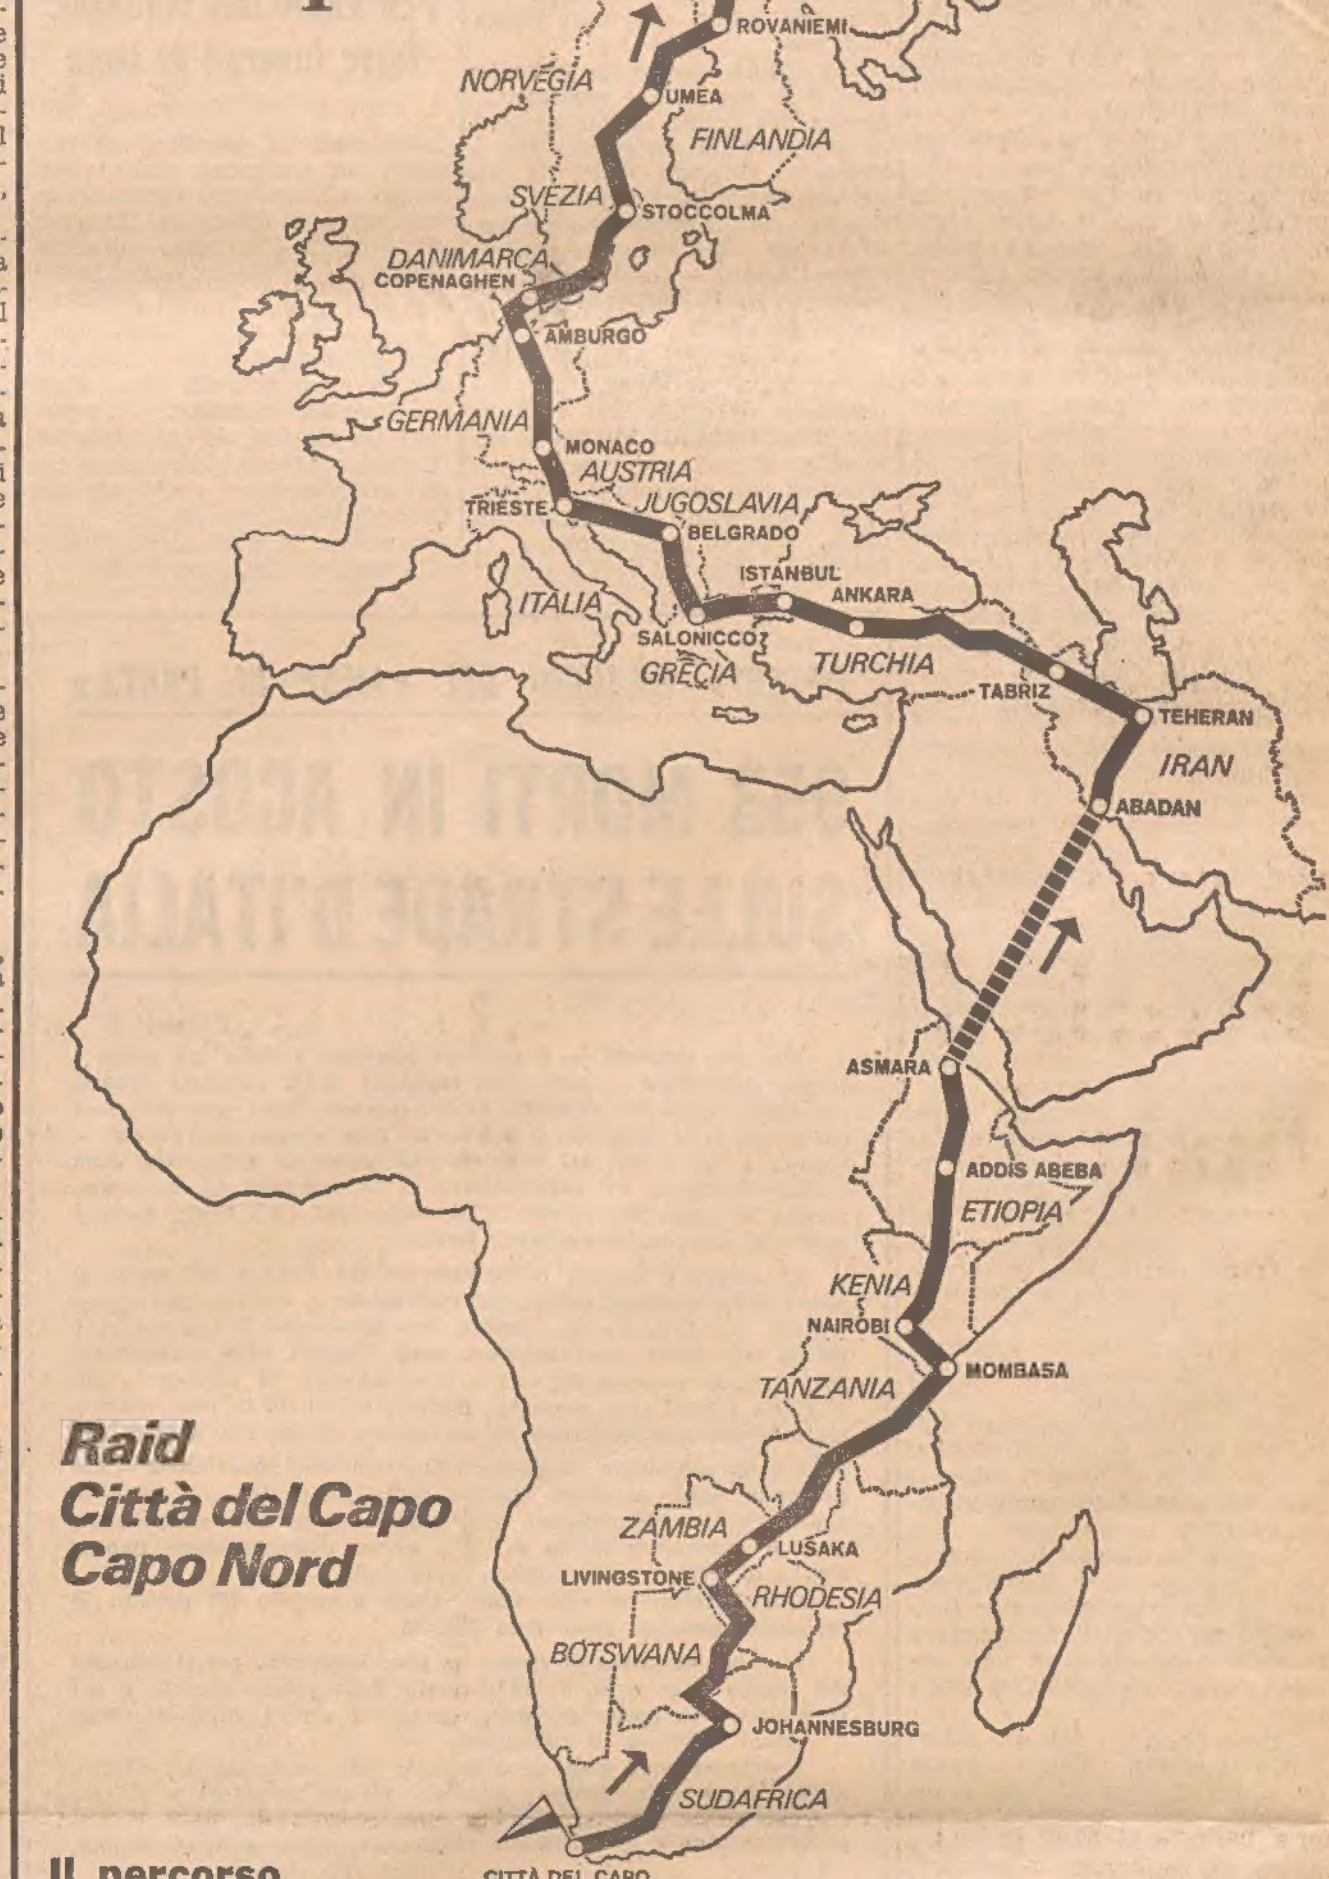 ROVANIEMI
NORVEGIA
UMEA
FINLANDIA
SVEZIA
STOCCOLMA
DANIMARCA
COPENAGHEN
AMBURGO
GERMANIA
MONACO
AUSTRIA
TRIESTE
JUGOSLAVIA
BELGRADO
ISTANBUL
ANKARA
ITALIA
SALONICCO
GRECIA
TURCHIA
TABRIZ
TEHERAN
IRAN
ABADAN
ASMARA
ADDIS ABEBA
ETIOPIA
KENIA
NAIROBI
MOMBASA
TANZANIA
Raid
Città del Capo
Capo Nord
ZAMBIA
LUSAKA
LIVINGSTONE
RHODESIA
BOTSWANA
JOHANNESBURG
SUDAFRICA
CITTÀ DEL CAPO
Il percorso